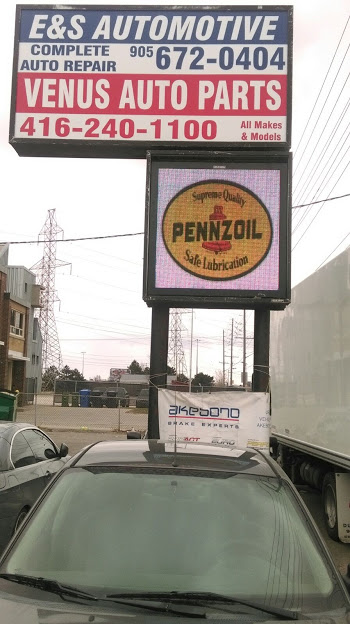 E&S AUTOMOTIVE
COMPLETE
AUTO REPAIR
905 672-0404
VENUS AUTO PARTS
416-240-1100
All Makes
& Models
Supreme Quality
PENNZOIL
Safe Lubrication
akebono
BRAKE EXPERTS
EURO